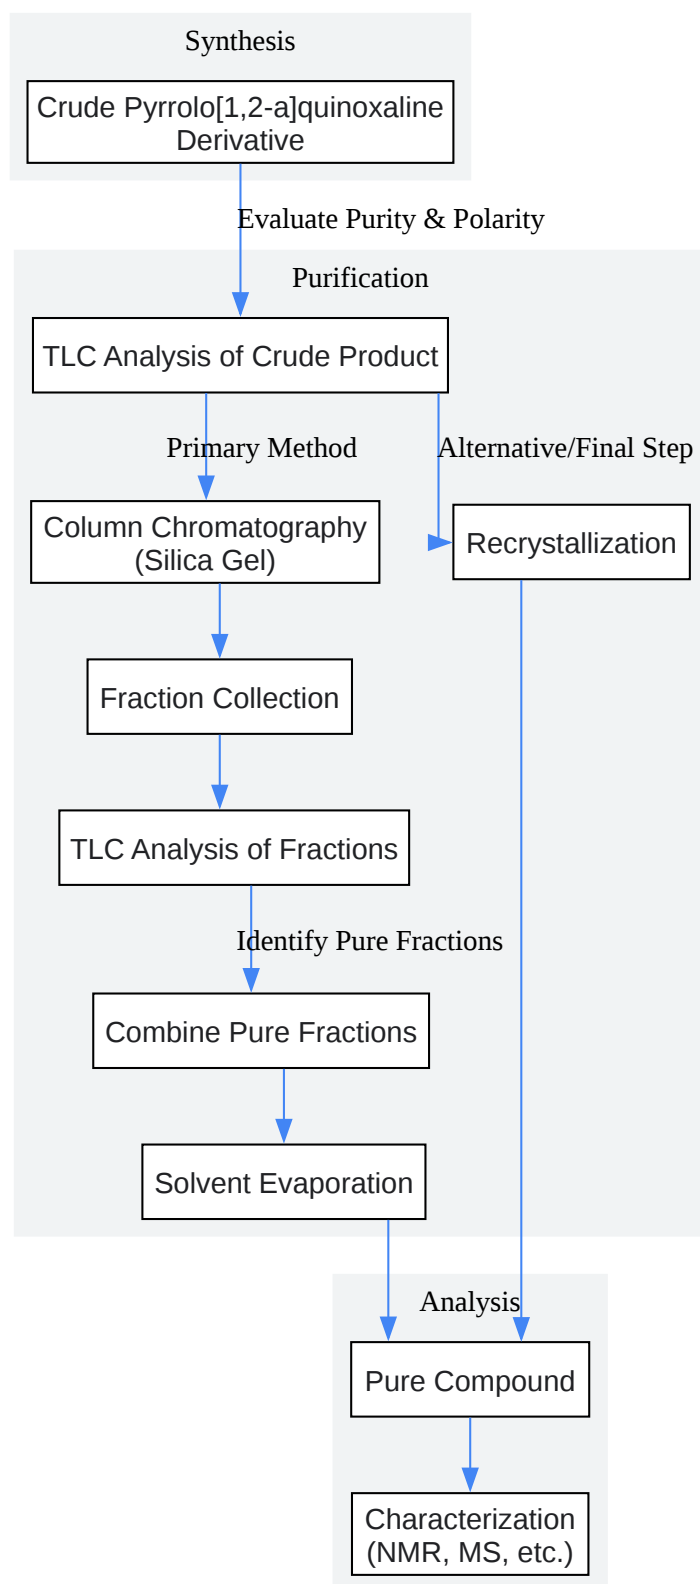 Synthesis
Crude Pyrrolo[1,2-a]quinoxaline
Derivative
Evaluate Purity & Polarity
Purification
TLC Analysis of Crude Product
Primary Method
Alternative/Final Step
Column Chromatography
(Silica Gel)
Recrystallization
Fraction Collection
TLC Analysis of Fractions
Identify Pure Fractions
Combine Pure Fractions
Solvent Evaporation
Analysis
Pure Compound
Characterization
(NMR, MS, etc.)